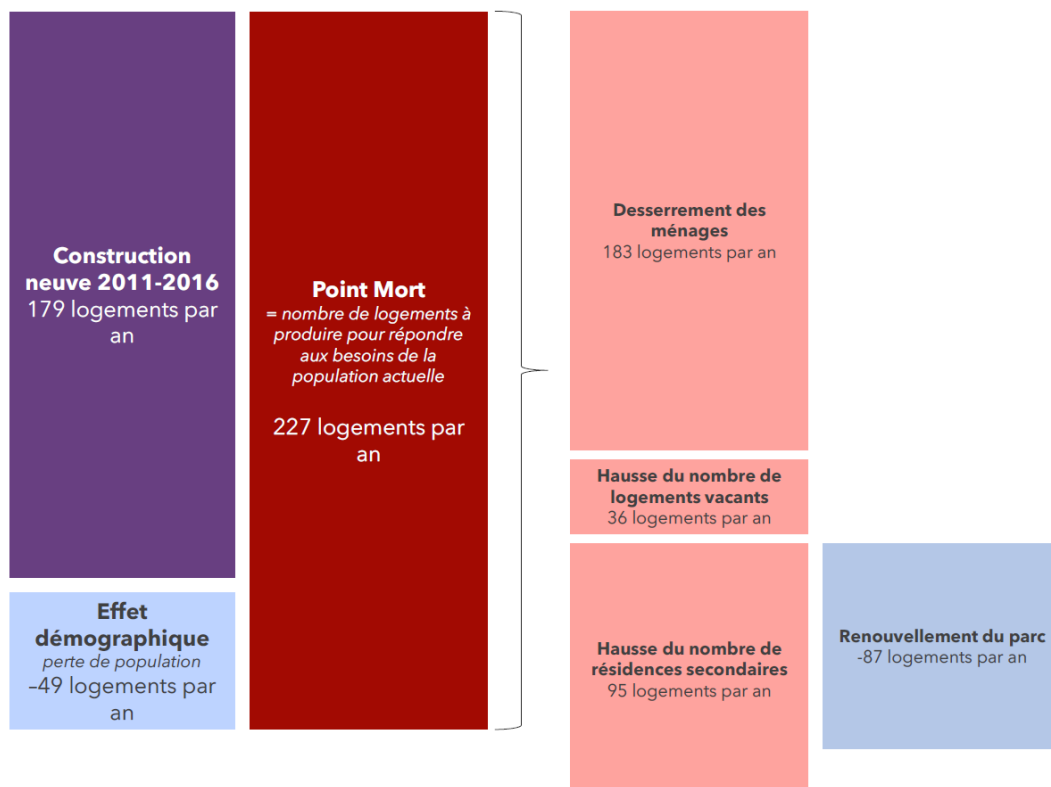 Construction
neuve 2011-2016
179 logements par
an
Effet
démographique
perte de population
–49 logements par
an
Point Mort
= nombre de logements à
produire pour répondre
aux besoins de la
population actuelle
227 logements par
an
Desserrement des
ménages
183 logements par an
Hausse du nombre de
logements vacants
36 logements par an
Hausse du nombre de
résidences secondaires
95 logements par an
Renouvellement du parc
-87 logements par an